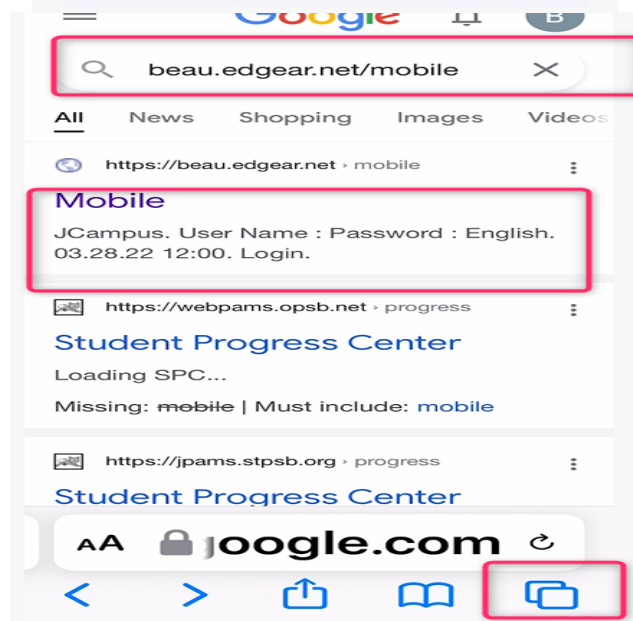 Google
B
beau.edgear.net/mobile
All News Shopping Images Videos
https://beau.edgear.net › mobile
Mobile
JCampus. User Name : Password : English.
03.28.22 12:00. Login.
https://webpams.opsb.net › progress
Student Progress Center
Loading SPC...
Missing: mobile | Must include: mobile
https://jpams.stpsb.org › progress
Student Progress Center
AA google.com